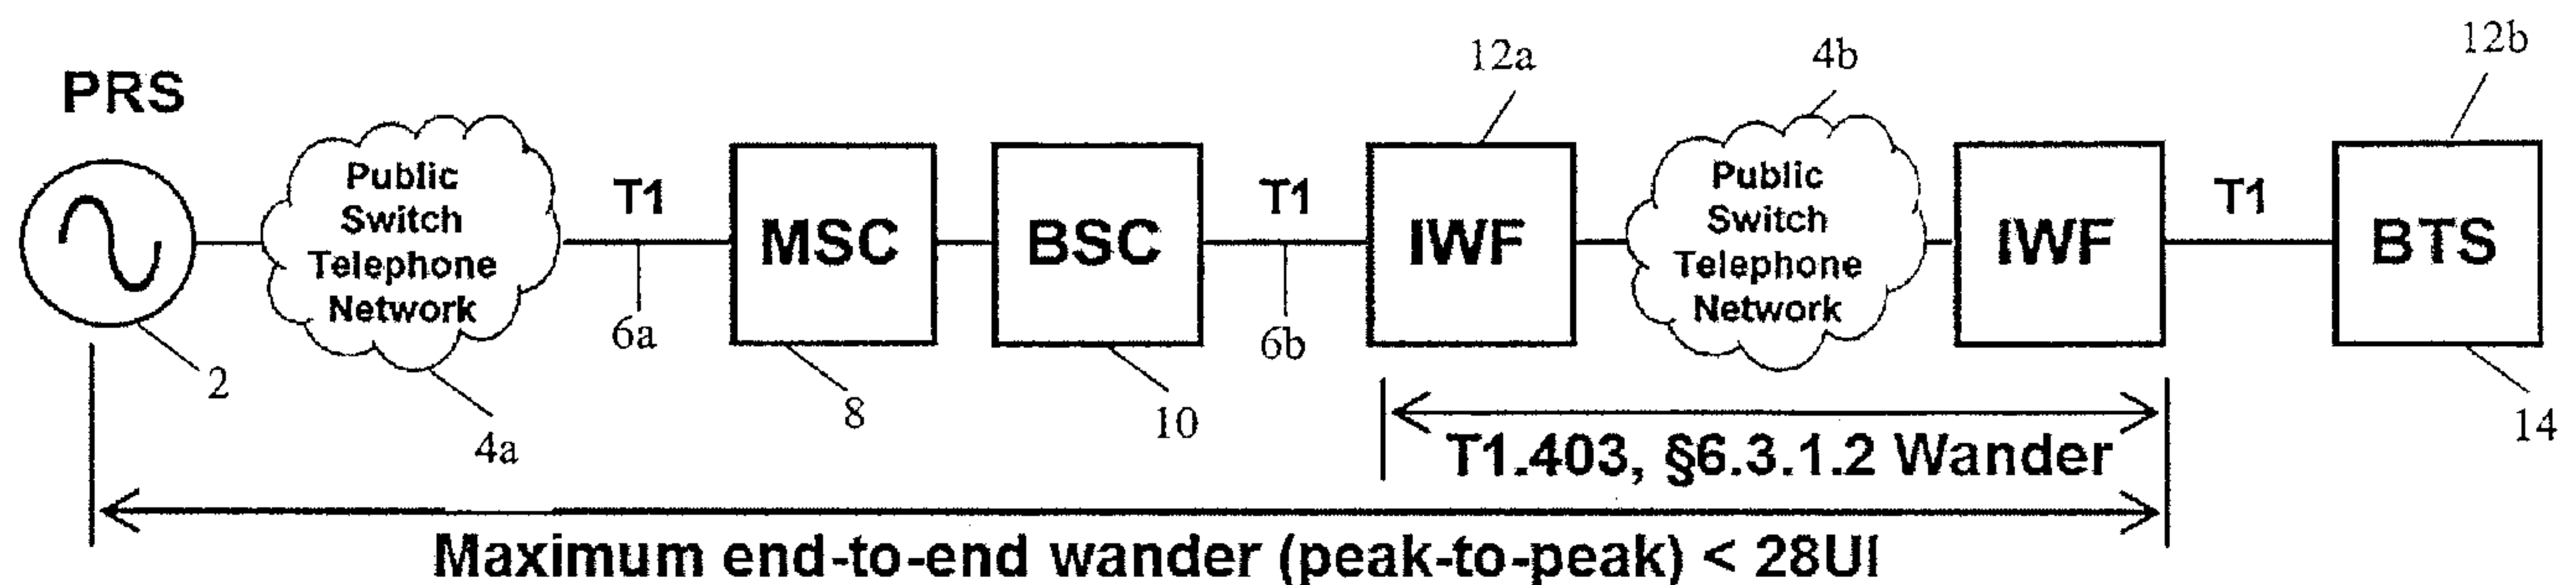 PRS
12a
4b
12b
Public
Switch
Telephone
Network
T1
MSC
BSC
T1
IWF
Public
Switch
Telephone
Network
IWF
T1
BTS
2
4a
6a
8
10
6b
14
T1.403, §6.3.1.2 Wander
Maximum end-to-end wander (peak-to-peak) < 28UI